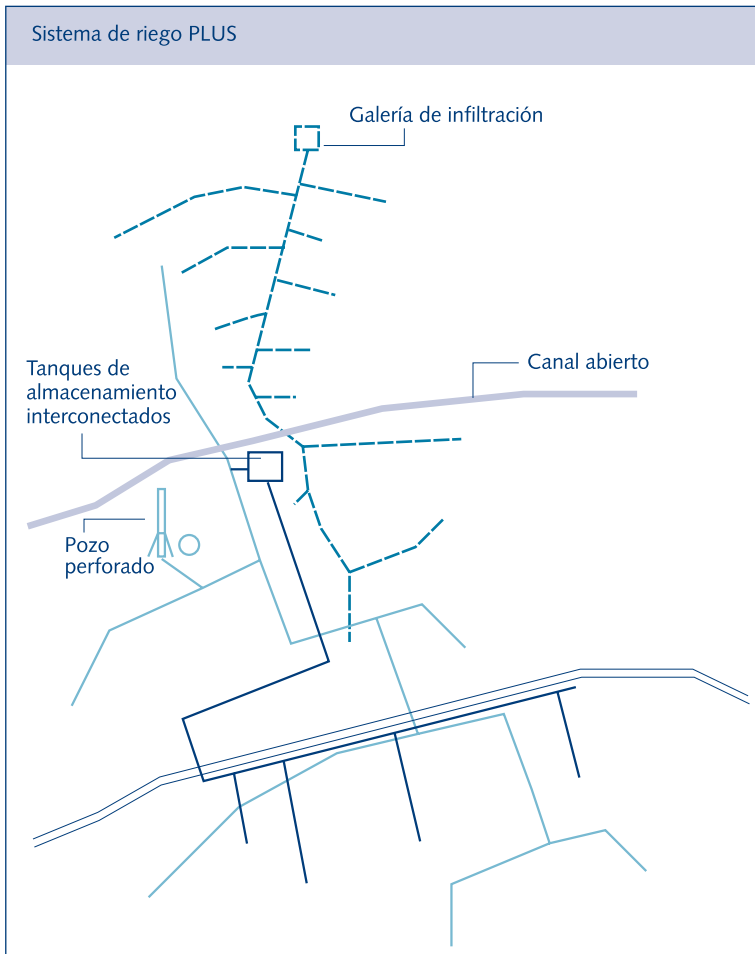 Sistema de riego PLUS
Galería de infiltración
Canal abierto
Tanques de
almacenamiento
interconectados
Pozo
perforado